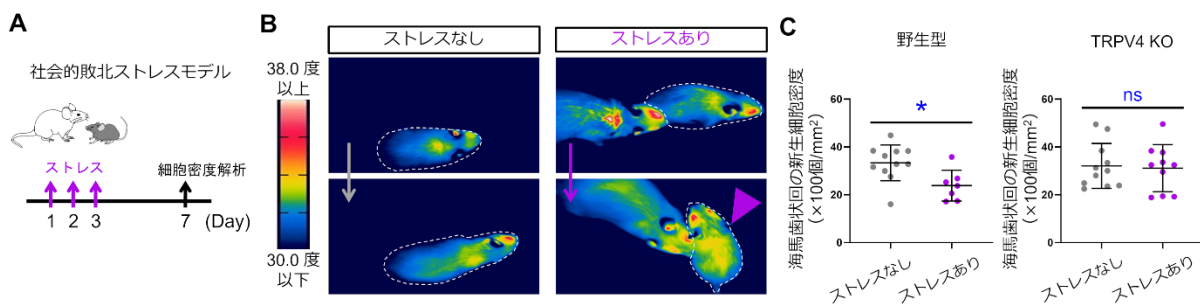 A
社会的敗北ストレスモデル
ストレス
細胞密度解析
1 2 3 7 (Day)
B
ストレスなし
ストレスあり
38.0 度
以上
30.0 度
以下
C
野生型
海馬歯状回の新生細胞密度
(×100個/mm²)
60
40
20
0
*
ストレスなし
ストレスあり
TRPV4 KO
海馬歯状回の新生細胞密度
(×100個/mm²)
60
40
20
0
ns
ストレスなし
ストレスあり